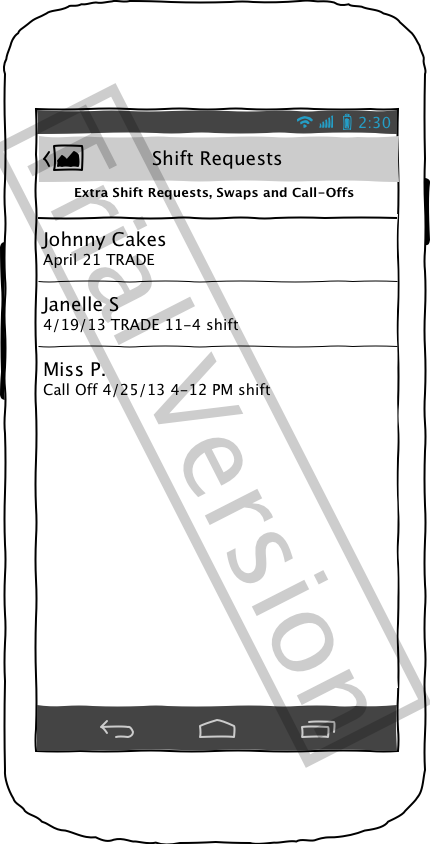 2:30
Shift Requests
Extra Shift Requests, Swaps and Call-Offs
Johnny Cakes
April 21 TRADE
Janelle S
4/19/13 TRADE 11-4 shift
Miss P.
Call Off 4/25/13 4-12 PM shift
Trial Version